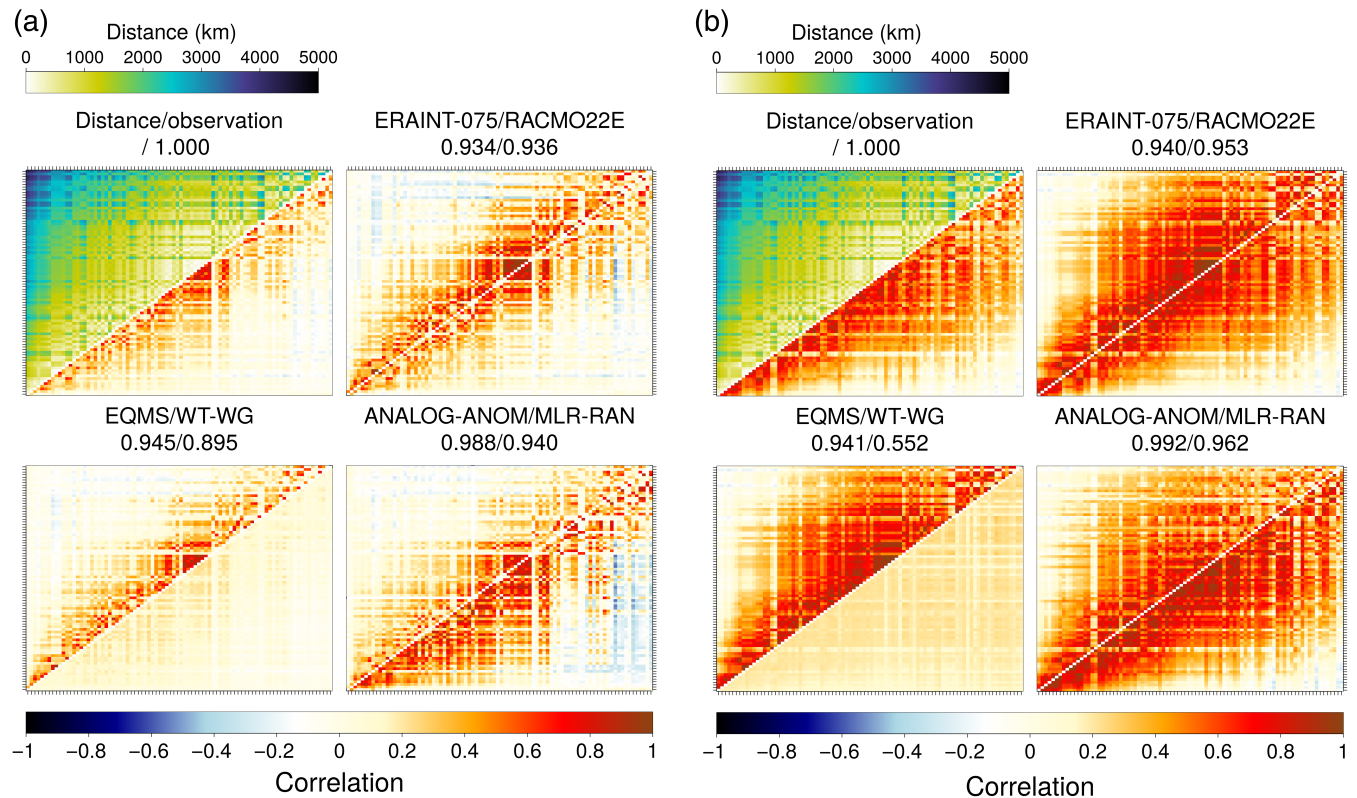 (a)
Distance (km)
0 1000 2000 3000 4000 5000
Distance/observation
/ 1.000
ERAINT-075/RACMO22E
0.934/0.936
EQMS/WT-WG
0.945/0.895
ANALOG-ANOM/MLR-RAN
0.988/0.940
−1 −0.8 −0.6 −0.4 −0.2 0 0.2 0.4 0.6 0.8 1
Correlation
(b)
Distance (km)
0 1000 2000 3000 4000 5000
Distance/observation
/ 1.000
ERAINT-075/RACMO22E
0.940/0.953
EQMS/WT-WG
0.941/0.552
ANALOG-ANOM/MLR-RAN
0.992/0.962
−1 −0.8 −0.6 −0.4 −0.2 0 0.2 0.4 0.6 0.8 1
Correlation